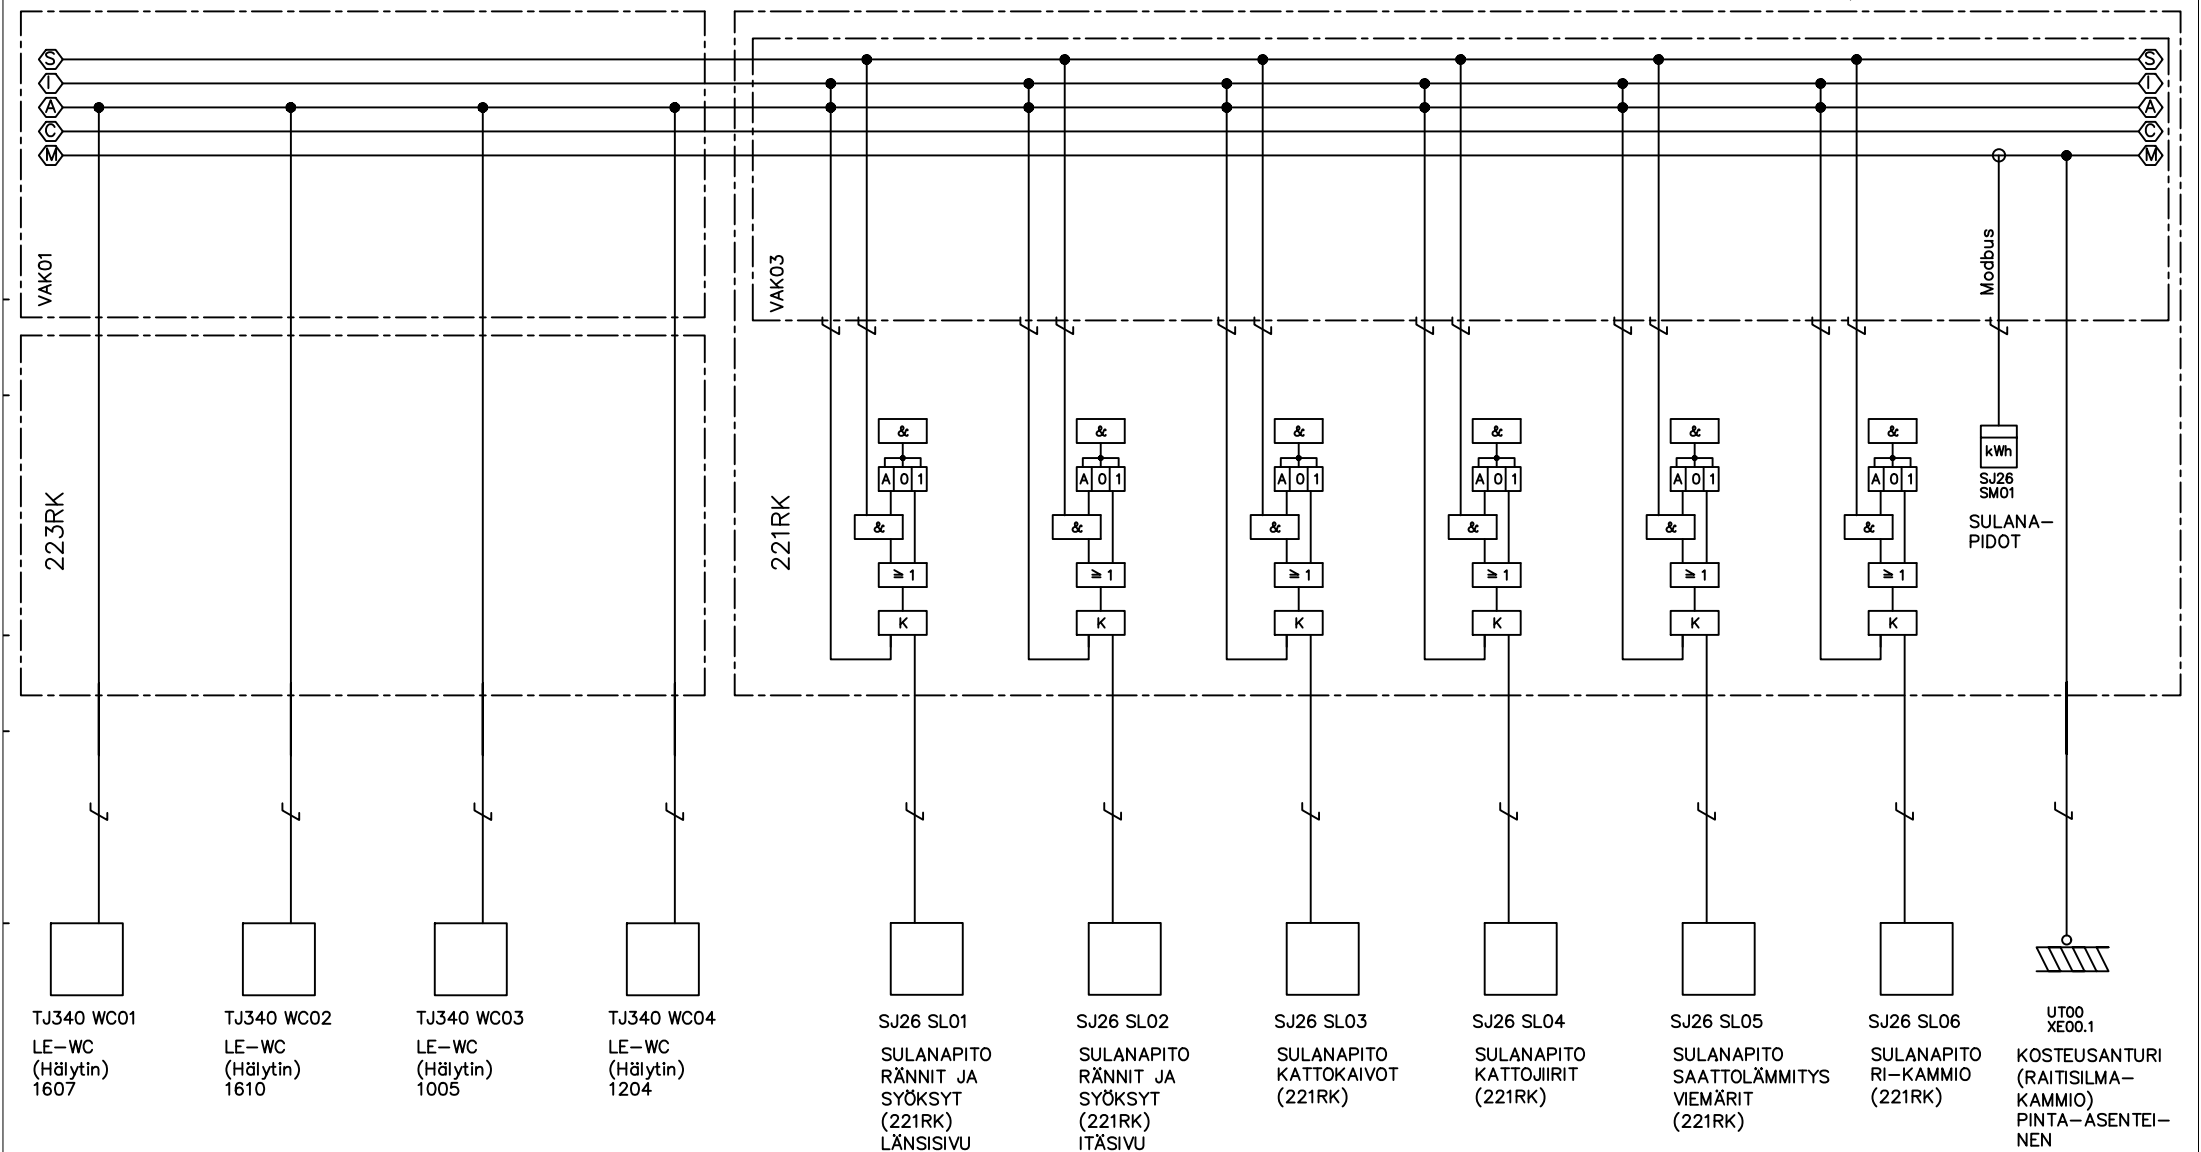 S
I
A
C
M
S
I
A
C
M
VAK01
VAK03
Modbus
223RK
221RK
& & & & & &
A 0 1 A 0 1 A 0 1 A 0 1 A 0 1 A 0 1
& & & & & &
≥ 1 ≥ 1 ≥ 1 ≥ 1 ≥ 1 ≥ 1
K K K K K K
kWh
SJ26
SM01
SULANA-
PIDOT
TJ340 WC01
LE-WC
(Hälytin)
1607
TJ340 WC02
LE-WC
(Hälytin)
1610
TJ340 WC03
LE-WC
(Hälytin)
1005
TJ340 WC04
LE-WC
(Hälytin)
1204
SJ26 SL01
SULANAPITO
RÄNNIT JA
SYÖKSYT
(221RK)
LÄNSISIVU
SJ26 SL02
SULANAPITO
RÄNNIT JA
SYÖKSYT
(221RK)
ITÄSIVU
SJ26 SL03
SULANAPITO
KATTOKAIVOT
(221RK)
SJ26 SL04
SULANAPITO
KATTOJIIRIT
(221RK)
SJ26 SL05
SULANAPITO
SAATTOLÄMMITYS
VIEMÄRIT
(221RK)
SJ26 SL06
SULANAPITO
RI-KAMMIO
(221RK)
UT00
XE00.1
KOSTEUSANTURI
(RAITISILMA-
KAMMIO)
PINTA-ASENTEI-
NEN